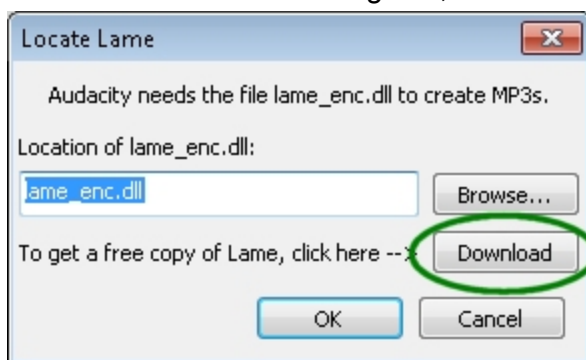 Locate Lame
Audacity needs the file lame_enc.dll to create MP3s.
Location of lame_enc.dll:
lame_enc.dll
Browse...
To get a free copy of Lame, click here -->
Download
OK
Cancel